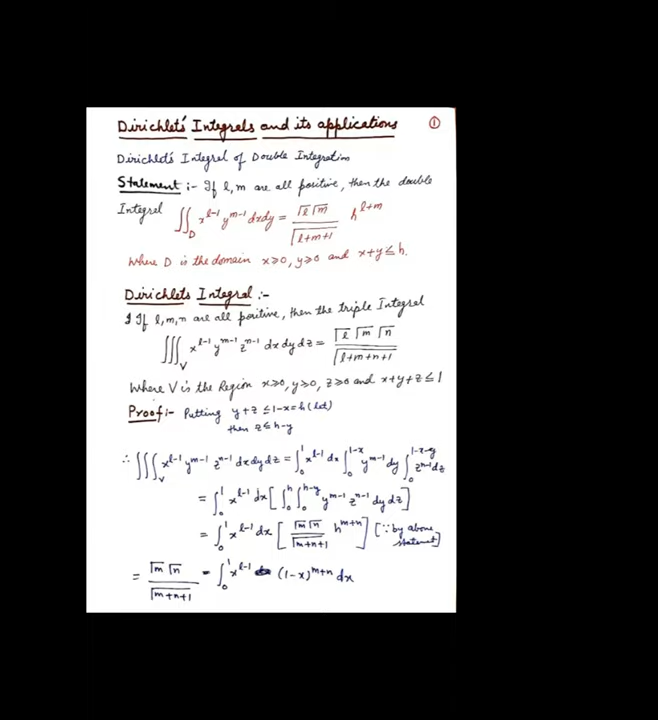 Dirichlet's Integrals and its applications ①
Dirichlet's Integral of Double Integration
Statement :- If l, m are all positive, then the double
Integral ∬_D x^{l-1} y^{m-1} dxdy = (Γl Γm)/(Γl+m+1) h^{l+m}
where D is the domain x⩾0, y⩾0 and x+y≤h.
Dirichlets Integral :-
If l, m, n are all positive, then the triple Integral
∭_V x^{l-1} y^{m-1} z^{n-1} dx dy dz = (Γl Γm Γn)/(Γl+m+n+1)
Where V is the Region x⩾0, y⩾0, z⩾0 and x+y+z≤1
Proof :- Putting y+z ≤ 1-x = h (let)
then z ≤ h-y
∴ ∭_V x^{l-1} y^{m-1} z^{n-1} dx dy dz = ∫_0^1 x^{l-1} dx ∫_0^{1-x} y^{m-1} dy ∫_0^{1-x-y} z^{n-1} dz
= ∫_0^1 x^{l-1} dx [∫_0^h ∫_0^{h-y} y^{m-1} z^{n-1} dy dz]
= ∫_0^1 x^{l-1} dx [(Γm Γn)/(Γm+n+1) h^{m+n}] [∵ by above statement]
= (Γm Γn)/(Γm+n+1) ∫_0^1 x^{l-1} (1-x)^{m+n} dx